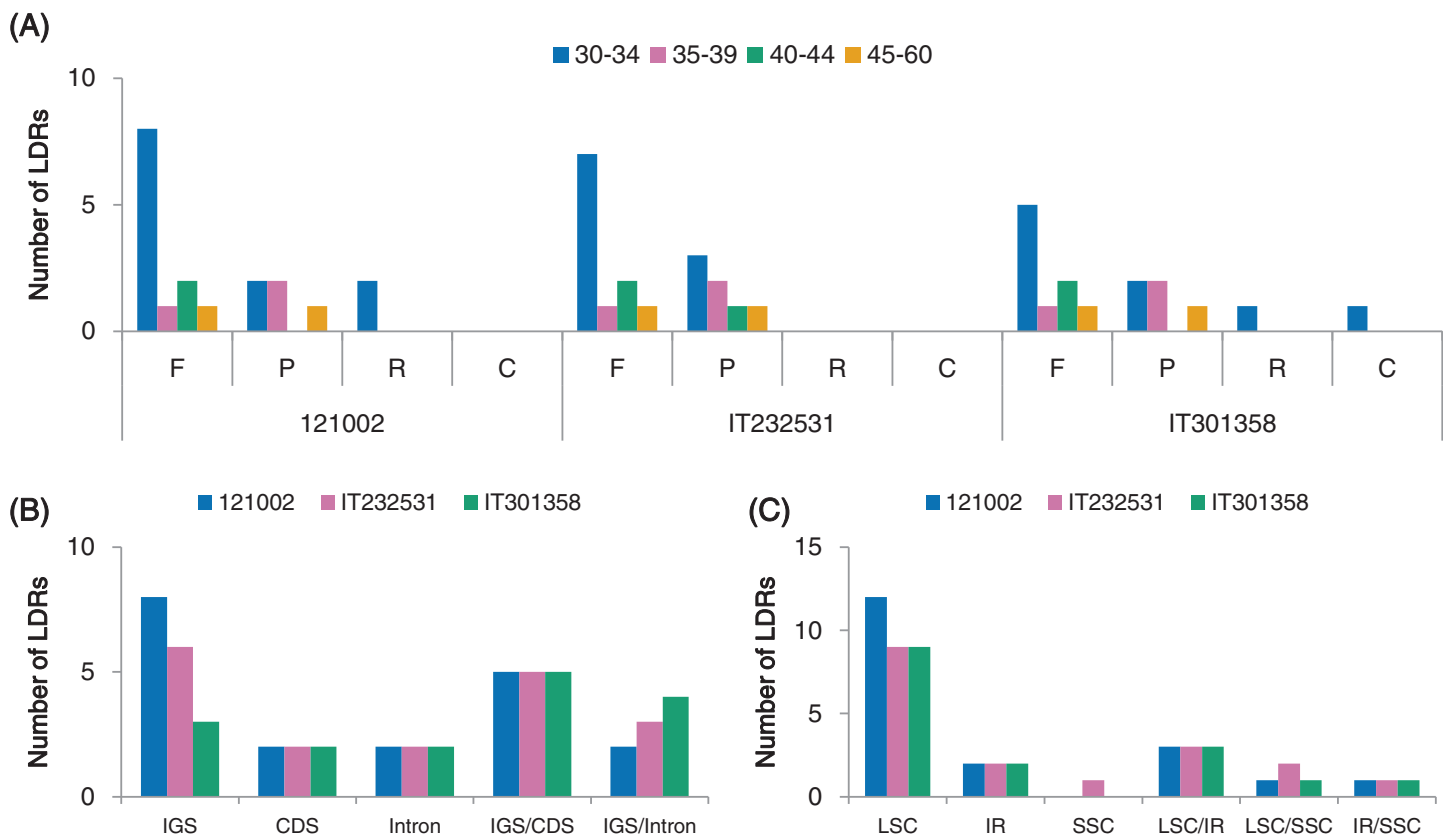 (A)
30-34 35-39 40-44 45-60
Number of LDRs
10
5
0
F P R C F P R C F P R C
121002 IT232531 IT301358
(B)
121002 IT232531 IT301358
Number of LDRs
10
5
0
IGS CDS Intron IGS/CDS IGS/Intron
(C)
121002 IT232531 IT301358
Number of LDRs
15
10
5
0
LSC IR SSC LSC/IR LSC/SSC IR/SSC